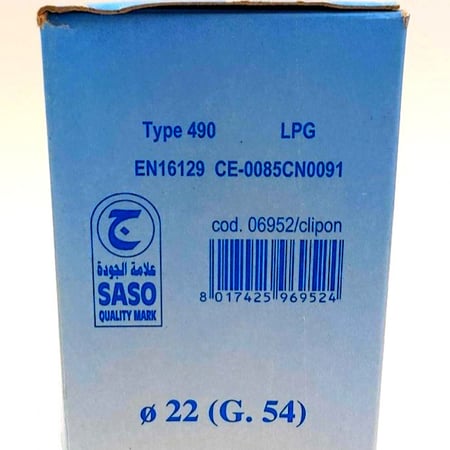 Type 490 LPG
EN16129 CE-0085CN0091
cod. 06952/clipon
8 017425 969524
ج
علامة الجودة
SASO
QUALITY MARK
ø 22 (G. 54)